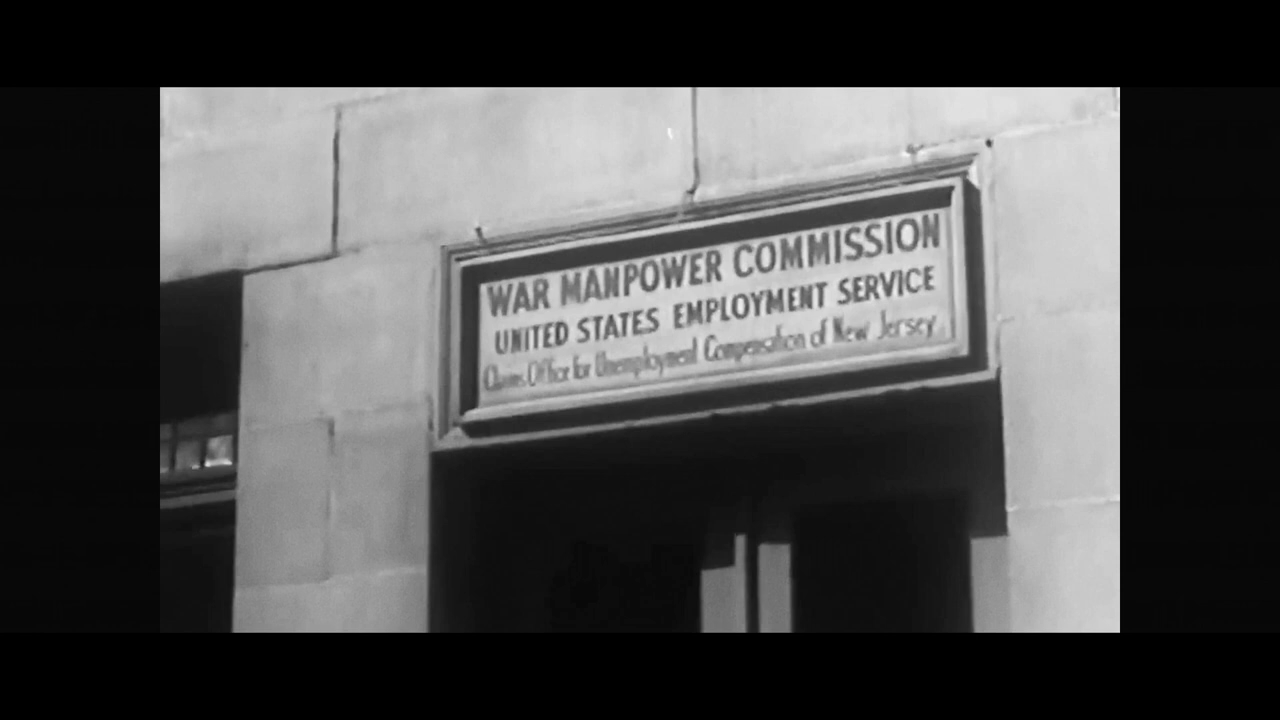 WAR MANPOWER COMMISSION
UNITED STATES EMPLOYMENT SERVICE
Claims Office for Unemployment Compensation of New Jersey